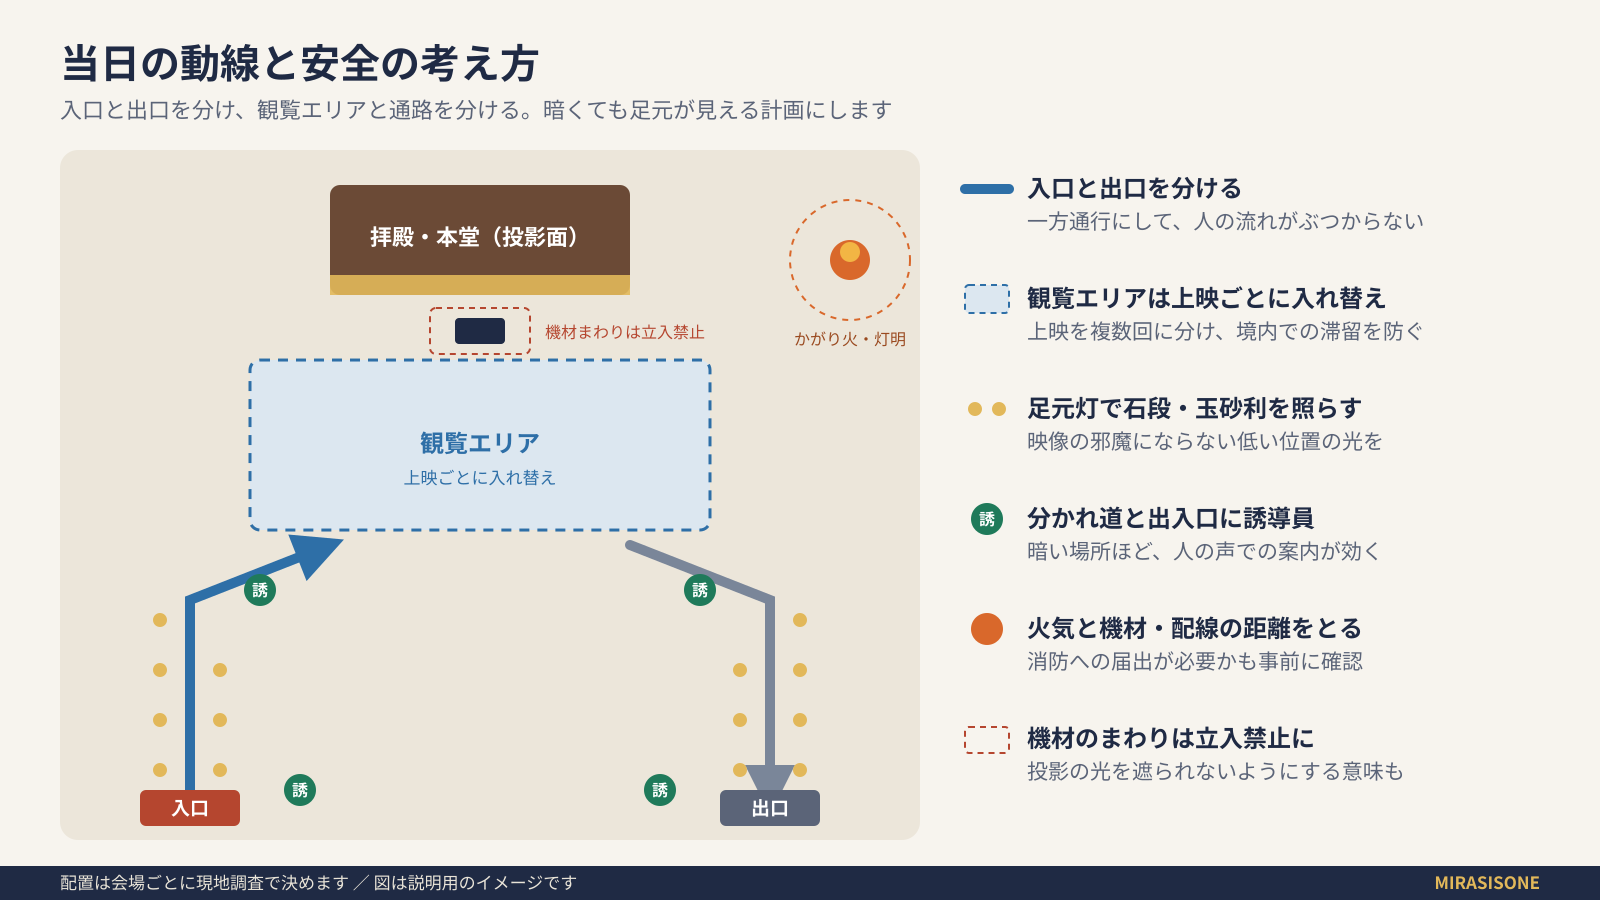 当日の動線と安全の考え方
入口と出口を分け、観覧エリアと通路を分ける。暗くても足元が見える計画にします
拝殿・本堂（投影面）
機材まわりは立入禁止
かがり火・灯明
観覧エリア
上映ごとに入れ替え
誘
誘
誘
誘
入口
出口
入口と出口を分ける
一方通行にして、人の流れがぶつからない
観覧エリアは上映ごとに入れ替え
上映を複数回に分け、境内での滞留を防ぐ
足元灯で石段・玉砂利を照らす
映像の邪魔にならない低い位置の光を
誘
分かれ道と出入口に誘導員
暗い場所ほど、人の声での案内が効く
火気と機材・配線の距離をとる
消防への届出が必要かも事前に確認
機材のまわりは立入禁止に
投影の光を遮られないようにする意味も
配置は会場ごとに現地調査で決めます ／ 図は説明用のイメージです
MIRASISONE